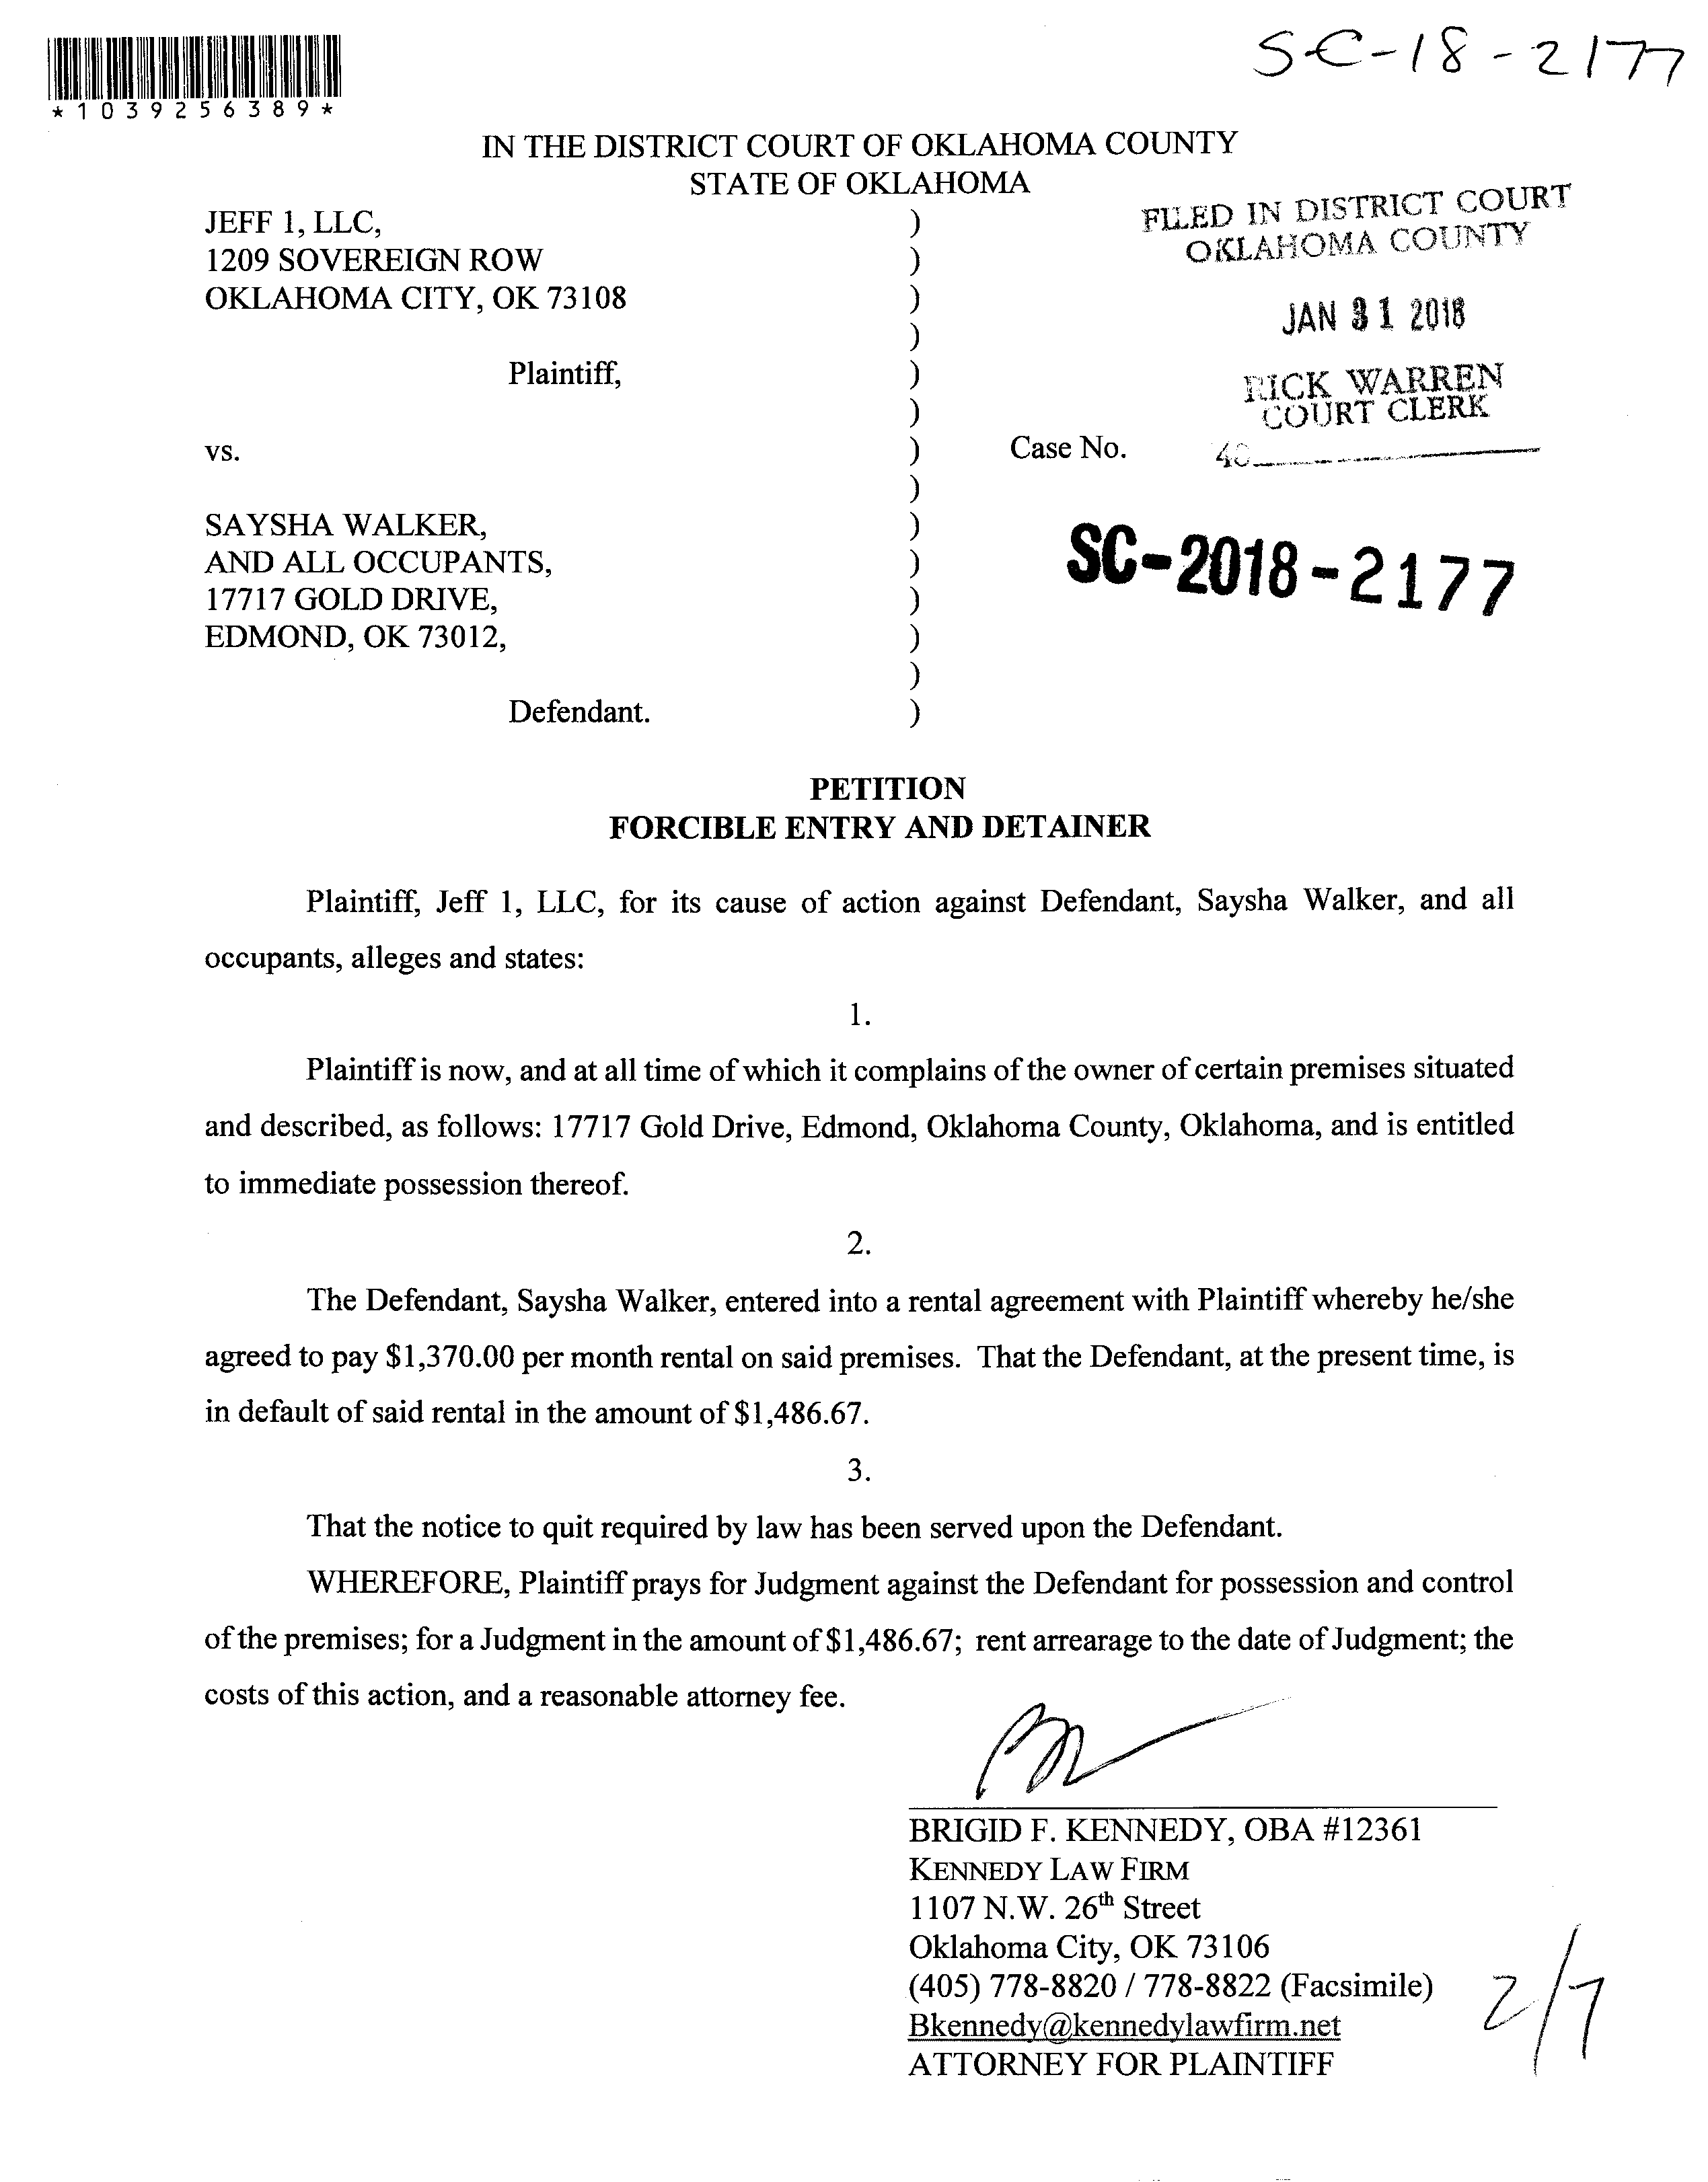 SC-18-2177
*1039256389*
IN THE DISTRICT COURT OF OKLAHOMA COUNTY
STATE OF OKLAHOMA
JEFF 1, LLC, )
1209 SOVEREIGN ROW )
OKLAHOMA CITY, OK 73108 )
)
Plaintiff, )
)
vs. )
)
SAYSHA WALKER, )
AND ALL OCCUPANTS, )
17717 GOLD DRIVE, )
EDMOND, OK 73012, )
)
Defendant. )
FILED IN DISTRICT COURT
OKLAHOMA COUNTY
JAN 31 2018
RICK WARREN
COURT CLERK
Case No.
SC-2018-2177
PETITION
FORCIBLE ENTRY AND DETAINER
Plaintiff, Jeff 1, LLC, for its cause of action against Defendant, Saysha Walker, and all
occupants, alleges and states:
1.
Plaintiff is now, and at all time of which it complains of the owner of certain premises situated
and described, as follows: 17717 Gold Drive, Edmond, Oklahoma County, Oklahoma, and is entitled
to immediate possession thereof.
2.
The Defendant, Saysha Walker, entered into a rental agreement with Plaintiff whereby he/she
agreed to pay $1,370.00 per month rental on said premises. That the Defendant, at the present time, is
in default of said rental in the amount of $1,486.67.
3.
That the notice to quit required by law has been served upon the Defendant.
WHEREFORE, Plaintiff prays for Judgment against the Defendant for possession and control
of the premises; for a Judgment in the amount of $1,486.67; rent arrearage to the date of Judgment; the
costs of this action, and a reasonable attorney fee.
BRIGID F. KENNEDY, OBA #12361
KENNEDY LAW FIRM
1107 N.W. 26th Street
Oklahoma City, OK 73106
(405) 778-8820 / 778-8822 (Facsimile)
Bkennedy@kennedylawfirm.net
ATTORNEY FOR PLAINTIFF
2/7